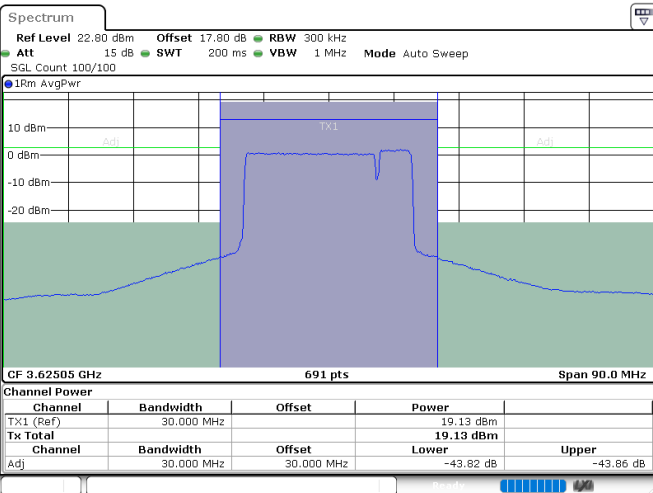 Spectrum
Ref Level 22.80 dBm Offset 17.80 dB RBW 300 kHz
Att 15 dB SWT 200 ms VBW 1 MHz Mode Auto Sweep
SGL Count 100/100
1Rm AvgPwr
TX1
10 dBm
Adj Adj
0 dBm
-10 dBm
-20 dBm
CF 3.62505 GHz 691 pts Span 90.0 MHz
Channel Power
Channel Bandwidth Offset Power
TX1 (Ref) 30.000 MHz 19.13 dBm
Tx Total 19.13 dBm
Channel Bandwidth Offset Lower Upper
Adj 30.000 MHz 30.000 MHz -43.82 dB -43.86 dB
Ready